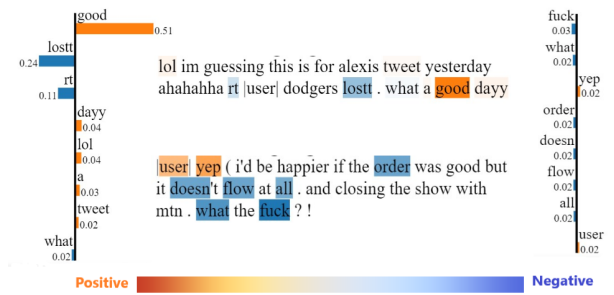 good
0.51
lostt
0.24
rt
0.11
dayy
0.04
lol
0.04
a
0.03
tweet
0.02
what
0.02
lol im guessing this is for alexis tweet yesterday
ahahahha rt |user| dodgers lostt . what a good dayy
|user| yep ( i'd be happier if the order was good but
it doesn't flow at all . and closing the show with
mtn . what the fuck ? !
fuck
0.03
what
0.02
yep
0.02
order
0.02
doesn
0.02
flow
0.02
all
0.02
user
0.02
Positive
Negative